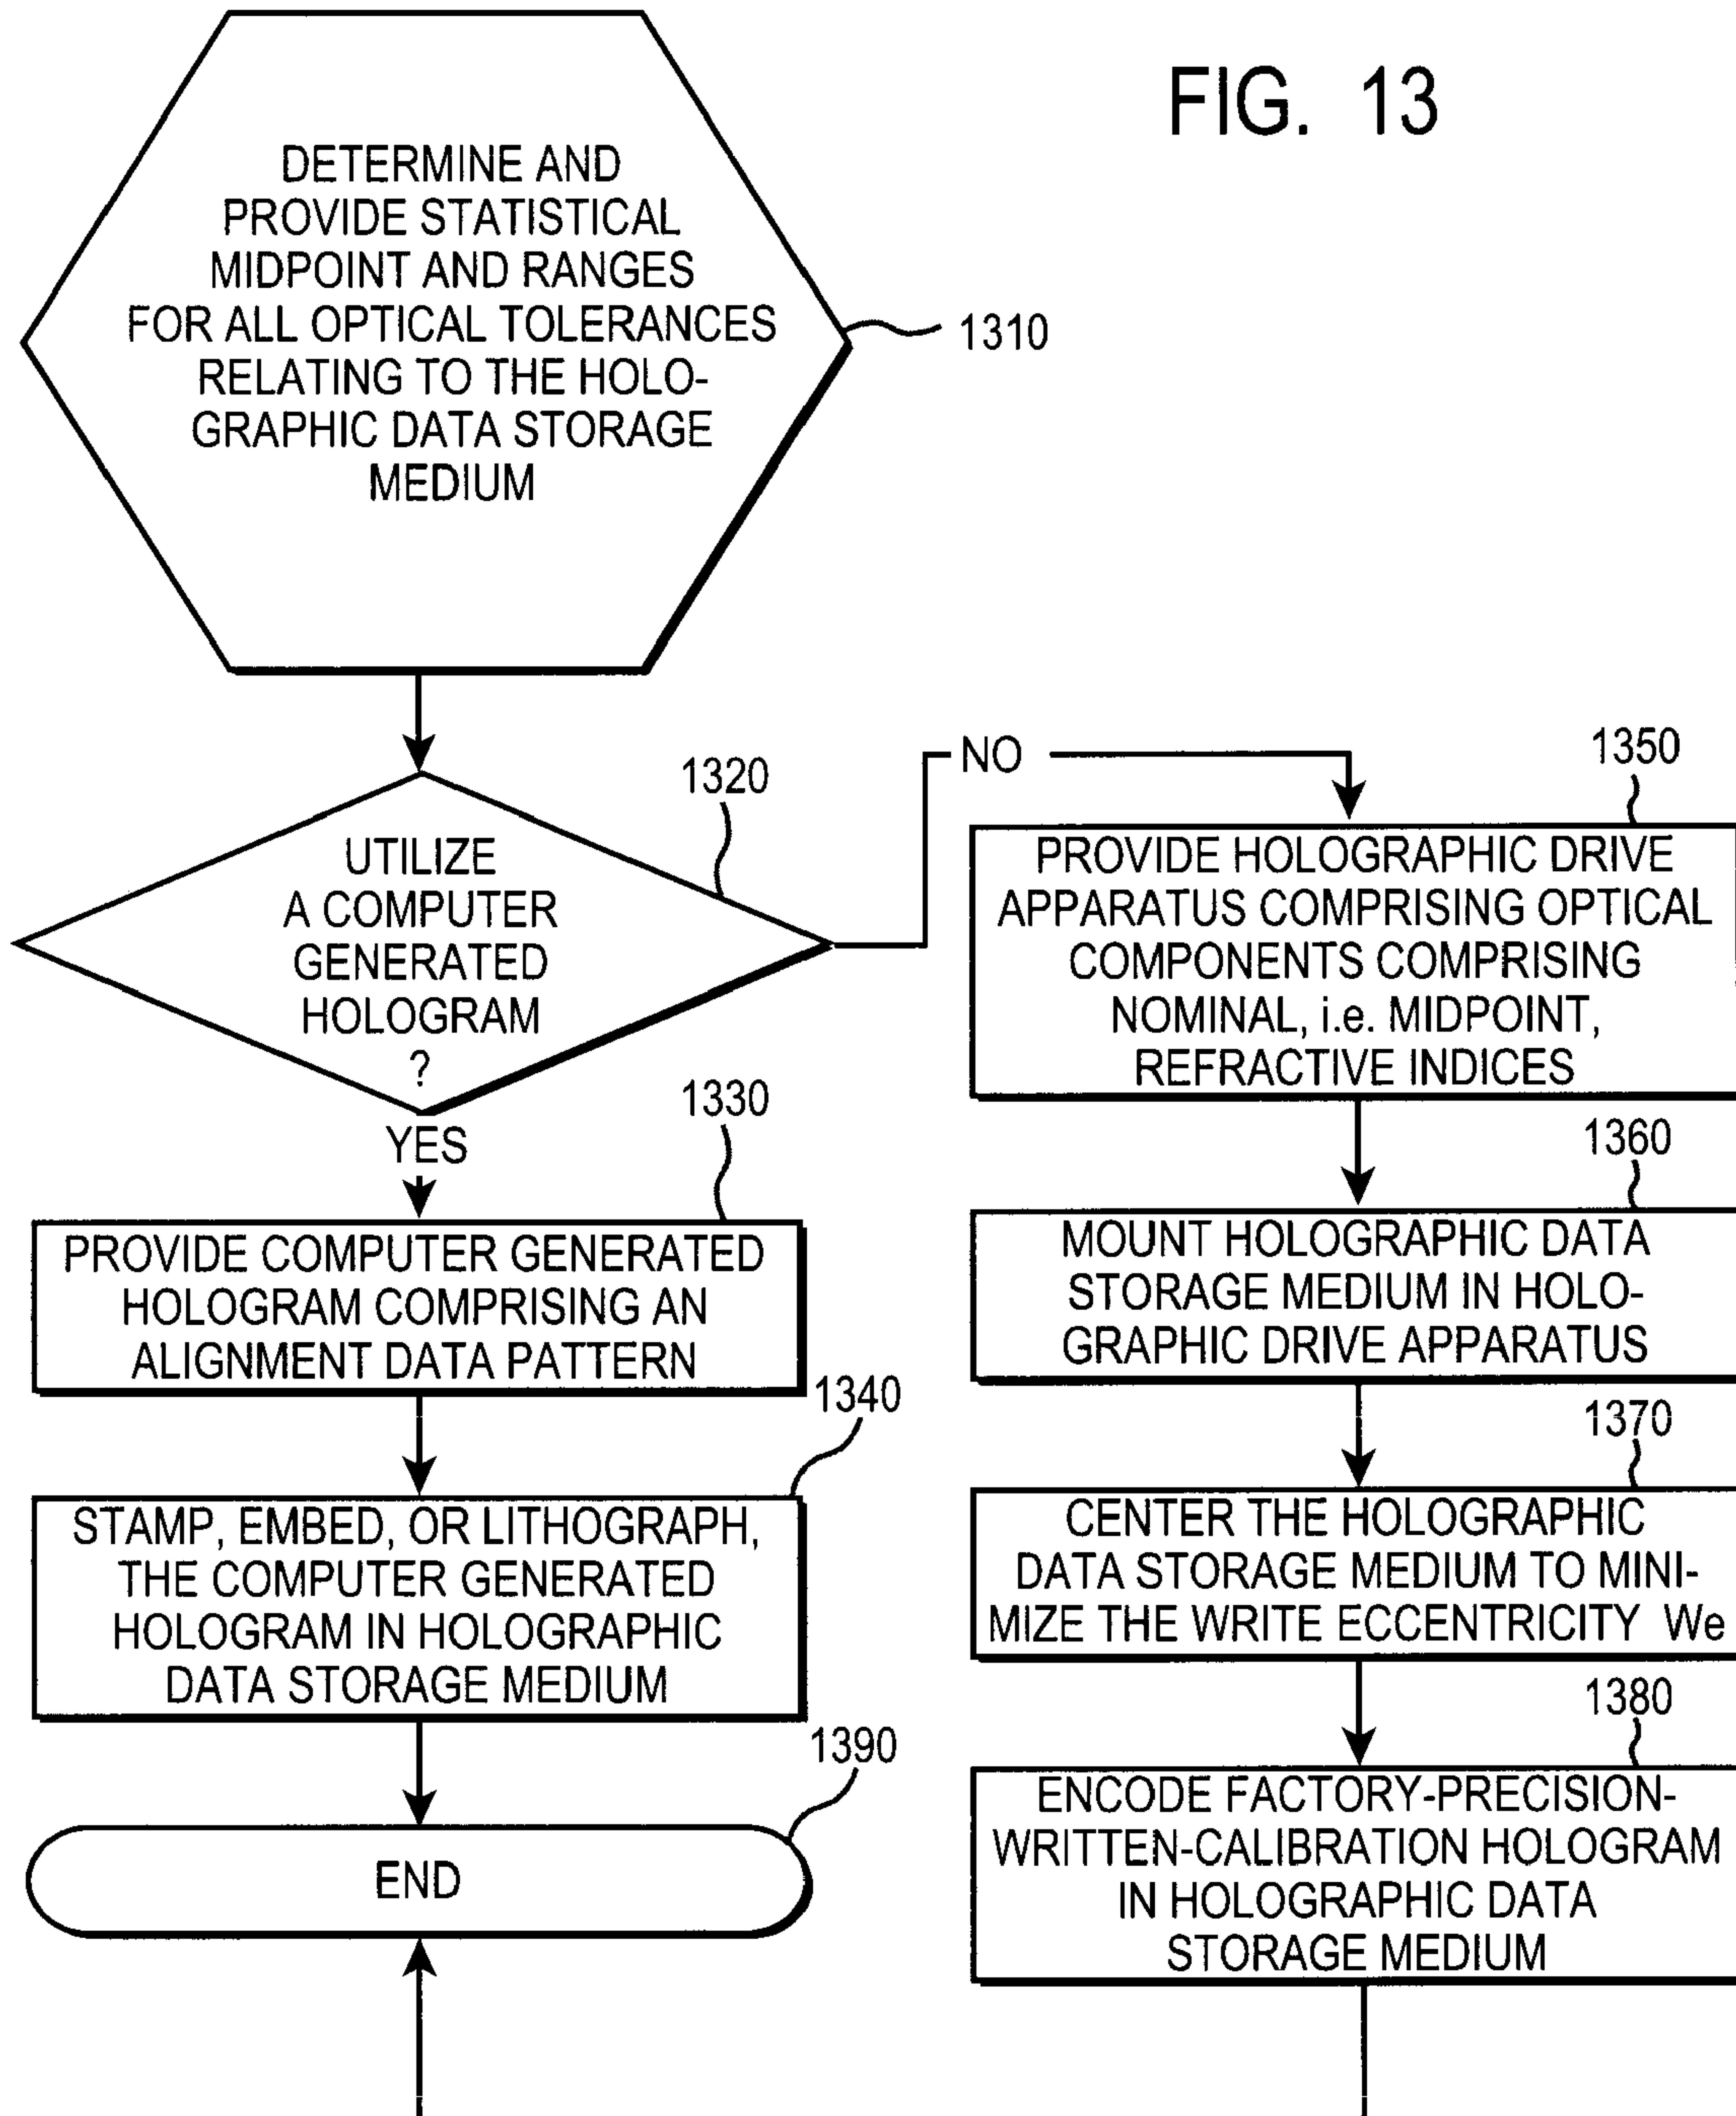 FIG. 13
DETERMINE AND
PROVIDE STATISTICAL
MIDPOINT AND RANGES
FOR ALL OPTICAL TOLERANCES
RELATING TO THE HOLO-
GRAPHIC DATA STORAGE
MEDIUM
1310
UTILIZE
A COMPUTER
GENERATED
HOLOGRAM
?
1320
NO
YES
1330
PROVIDE COMPUTER GENERATED
HOLOGRAM COMPRISING AN
ALIGNMENT DATA PATTERN
1340
STAMP, EMBED, OR LITHOGRAPH,
THE COMPUTER GENERATED
HOLOGRAM IN HOLOGRAPHIC
DATA STORAGE MEDIUM
1390
END
1350
PROVIDE HOLOGRAPHIC DRIVE
APPARATUS COMPRISING OPTICAL
COMPONENTS COMPRISING
NOMINAL, i.e. MIDPOINT,
REFRACTIVE INDICES
1360
MOUNT HOLOGRAPHIC DATA
STORAGE MEDIUM IN HOLO-
GRAPHIC DRIVE APPARATUS
1370
CENTER THE HOLOGRAPHIC
DATA STORAGE MEDIUM TO MINI-
MIZE THE WRITE ECCENTRICITY We
1380
ENCODE FACTORY-PRECISION-
WRITTEN-CALIBRATION HOLOGRAM
IN HOLOGRAPHIC DATA
STORAGE MEDIUM